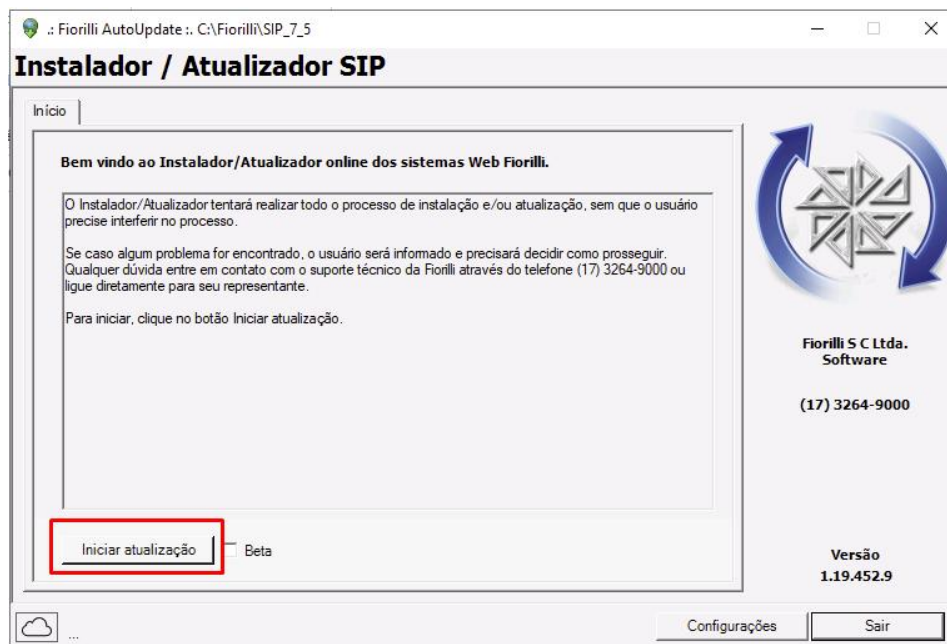 .: Fiorilli AutoUpdate :. C:\Fiorilli\SIP_7_5
Instalador / Atualizador SIP
Início
Bem vindo ao Instalador/Atualizador online dos sistemas Web Fiorilli.
O Instalador/Atualizador tentará realizar todo o processo de instalação e/ou atualização, sem que o usuário
precise interferir no processo.
Se caso algum problema for encontrado, o usuário será informado e precisará decidir como prosseguir.
Qualquer dúvida entre em contato com o suporte técnico da Fiorilli através do telefone (17) 3264-9000 ou
ligue diretamente para seu representante.
Para iniciar, clique no botão Iniciar atualização.
Iniciar atualização
Beta
Fiorilli S C Ltda.
Software
(17) 3264-9000
Versão
1.19.452.9
...
Configurações
Sair